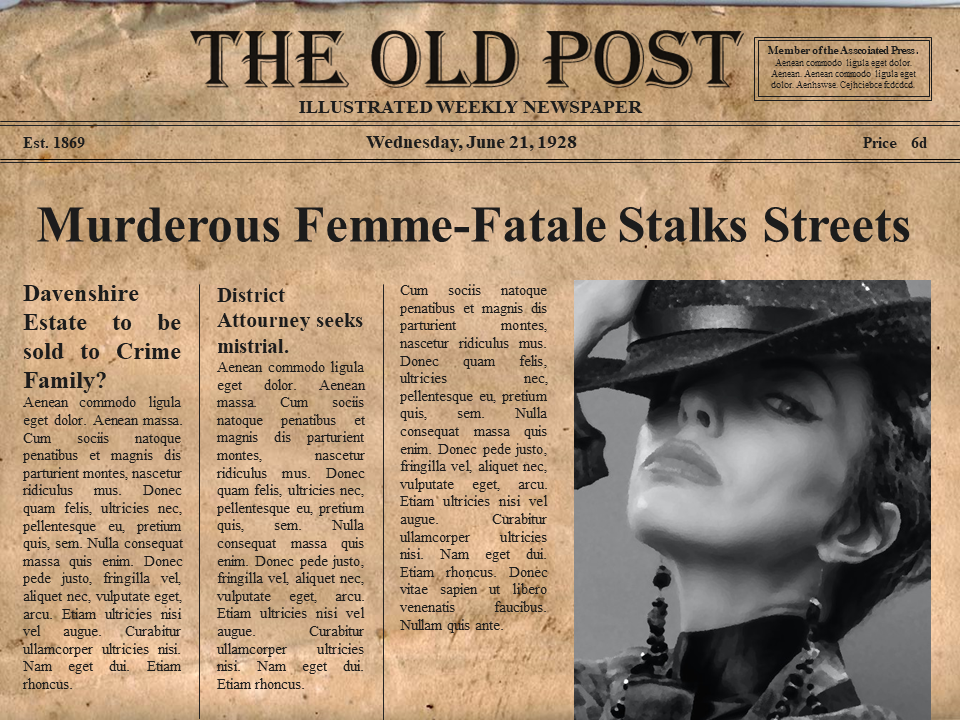 THE OLD POST
ILLUSTRATED WEEKLY NEWSPAPER
Member of the Asscoiated Press.
Aenean commodo ligula eget dolor.
Aenean. Aenean commodo ligula eget
dolor. Aenhswse. Cejhciebce fcdcdcd.
Est. 1869
Wednesday, June 21, 1928
Price 6d
Murderous Femme-Fatale Stalks Streets
Davenshire
Estate to be
sold to Crime
Family?
Aenean commodo ligula
eget dolor. Aenean massa.
Cum sociis natoque
penatibus et magnis dis
parturient montes, nascetur
ridiculus mus. Donec
quam felis, ultricies nec,
pellentesque eu, pretium
quis, sem. Nulla consequat
massa quis enim. Donec
pede justo, fringilla vel,
aliquet nec, vulputate eget,
arcu. Etiam ultricies nisi
vel augue. Curabitur
ullamcorper ultricies nisi.
Nam eget dui. Etiam
rhoncus.
District
Attourney seeks
mistrial.
Aenean commodo ligula
eget dolor. Aenean
massa. Cum sociis
natoque penatibus et
magnis dis parturient
montes, nascetur
ridiculus mus. Donec
quam felis, ultricies nec,
pellentesque eu, pretium
quis, sem. Nulla
consequat massa quis
enim. Donec pede justo,
fringilla vel, aliquet nec,
vulputate eget, arcu.
Etiam ultricies nisi vel
augue. Curabitur
ullamcorper ultricies
nisi. Nam eget dui.
Etiam rhoncus.
Cum sociis natoque
penatibus et magnis dis
parturient montes,
nascetur ridiculus mus.
Donec quam felis,
ultricies nec,
pellentesque eu, pretium
quis, sem. Nulla
consequat massa quis
enim. Donec pede justo,
fringilla vel, aliquet nec,
vulputate eget, arcu.
Etiam ultricies nisi vel
augue. Curabitur
ullamcorper ultricies
nisi. Nam eget dui.
Etiam rhoncus. Donec
vitae sapien ut libero
venenatis faucibus.
Nullam quis ante.